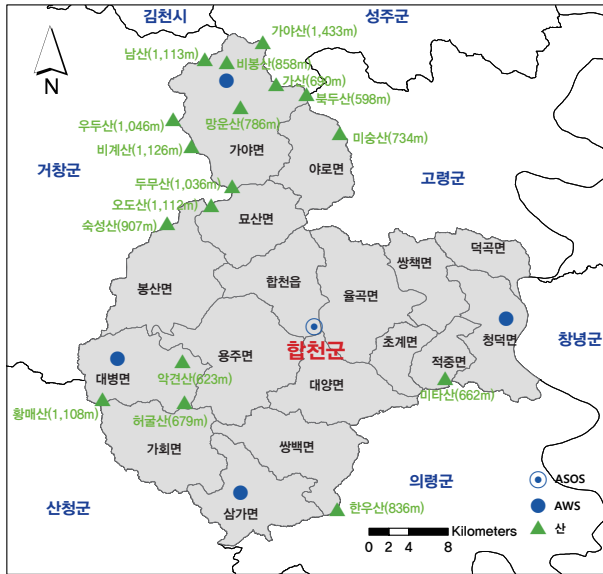 김천시
성주군
가야산(1,433m)
남산(1,113m)
비봉산(858m)
가산(690m)
북두산(598m)
N
망운산(786m)
우두산(1,046m)
미숭산(734m)
비계산(1,126m)
가야면
야로면
거창군
고령군
두무산(1,036m)
오도산(1,112m)
묘산면
숙성산(907m)
덕곡면
쌍책면
합천읍
율곡면
봉산면
청덕면
창녕군
합천군
초계면
용주면
적중면
대병면
악견산(623m)
대양면
미타산(662m)
황매산(1,108m)
허굴산(679m)
가회면
쌍백면
의령군
ASOS
산청군
삼가면
한우산(836m)
AWS
산
Kilometers
0 2 4 8